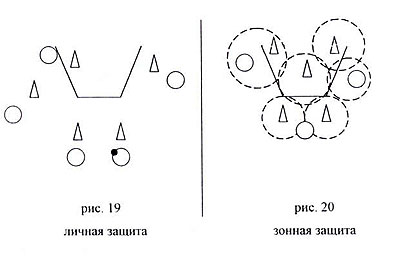 рис. 19
личная защита
рис. 20
зонная защита